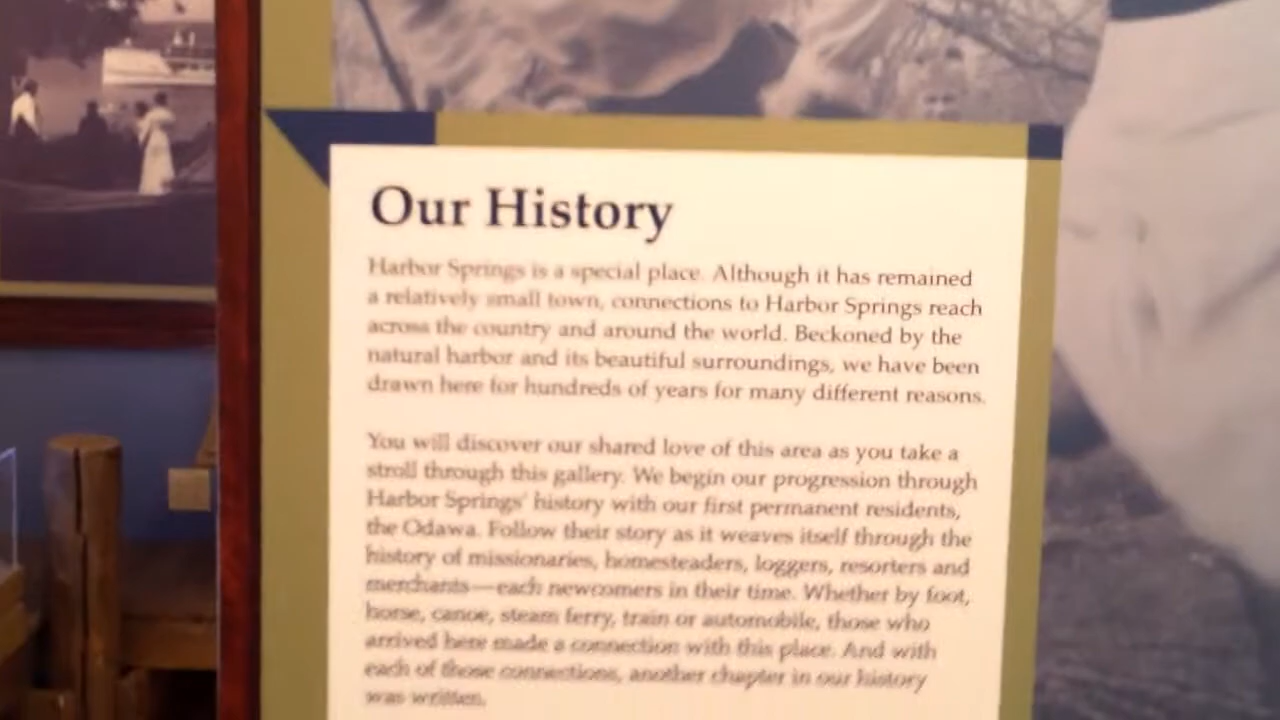 Our History
Harbor Springs is a special place. Although it has remained
a relatively small town, connections to Harbor Springs reach
across the country and around the world. Beckoned by the
natural harbor and its beautiful surroundings, we have been
drawn here for hundreds of years for many different reasons.
You will discover our shared love of this area as you take a
stroll through this gallery. We begin our progression through
Harbor Springs' history with our first permanent residents,
the Odawa. Follow their story as it weaves itself through the
history of missionaries, homesteaders, loggers, resorters and
merchants—each newcomers in their time. Whether by foot,
horse, canoe, steam ferry, train or automobile, those who
arrived here made a connection with this place. And with
each of those connections, another chapter in our history
was written.